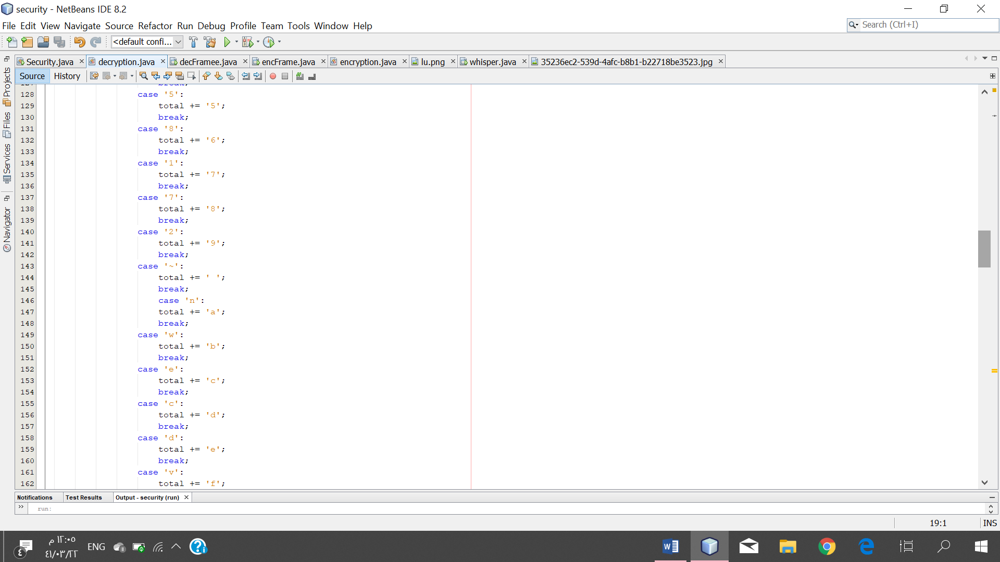 security - NetBeans IDE 8.2
File Edit View Navigate Source Refactor Run Debug Profile Team Tools Window Help
Search (Ctrl+I)
<default confi...
Security.java decryption.java decFramee.java encFrame.java encryption.java lu.png whisper.java 35236ec2-539d-4afc-b8b1-b22718be3523.jpg
Source History
Projects
Files
Services
Navigator
127 break;
128 case '5':
129 total += '5';
130 break;
131 case '8':
132 total += '6';
133 break;
134 case '1':
135 total += '7';
136 break;
137 case '7':
138 total += '8';
139 break;
140 case '2':
141 total += '9';
142 break;
143 case '~':
144 total += ' ';
145 break;
146 case 'n':
147 total += 'a';
148 break;
149 case 'w':
150 total += 'b';
151 break;
152 case 'e':
153 total += 'c';
154 break;
155 case 'c':
156 total += 'd';
157 break;
158 case 'd':
159 total += 'e';
160 break;
161 case 'v':
162 total += 'f';
Notifications Test Results Output - security (run)
run:
19:1 INS
١٢:٠٥ م
٤١/٠٣/٢٢
ENG
٤